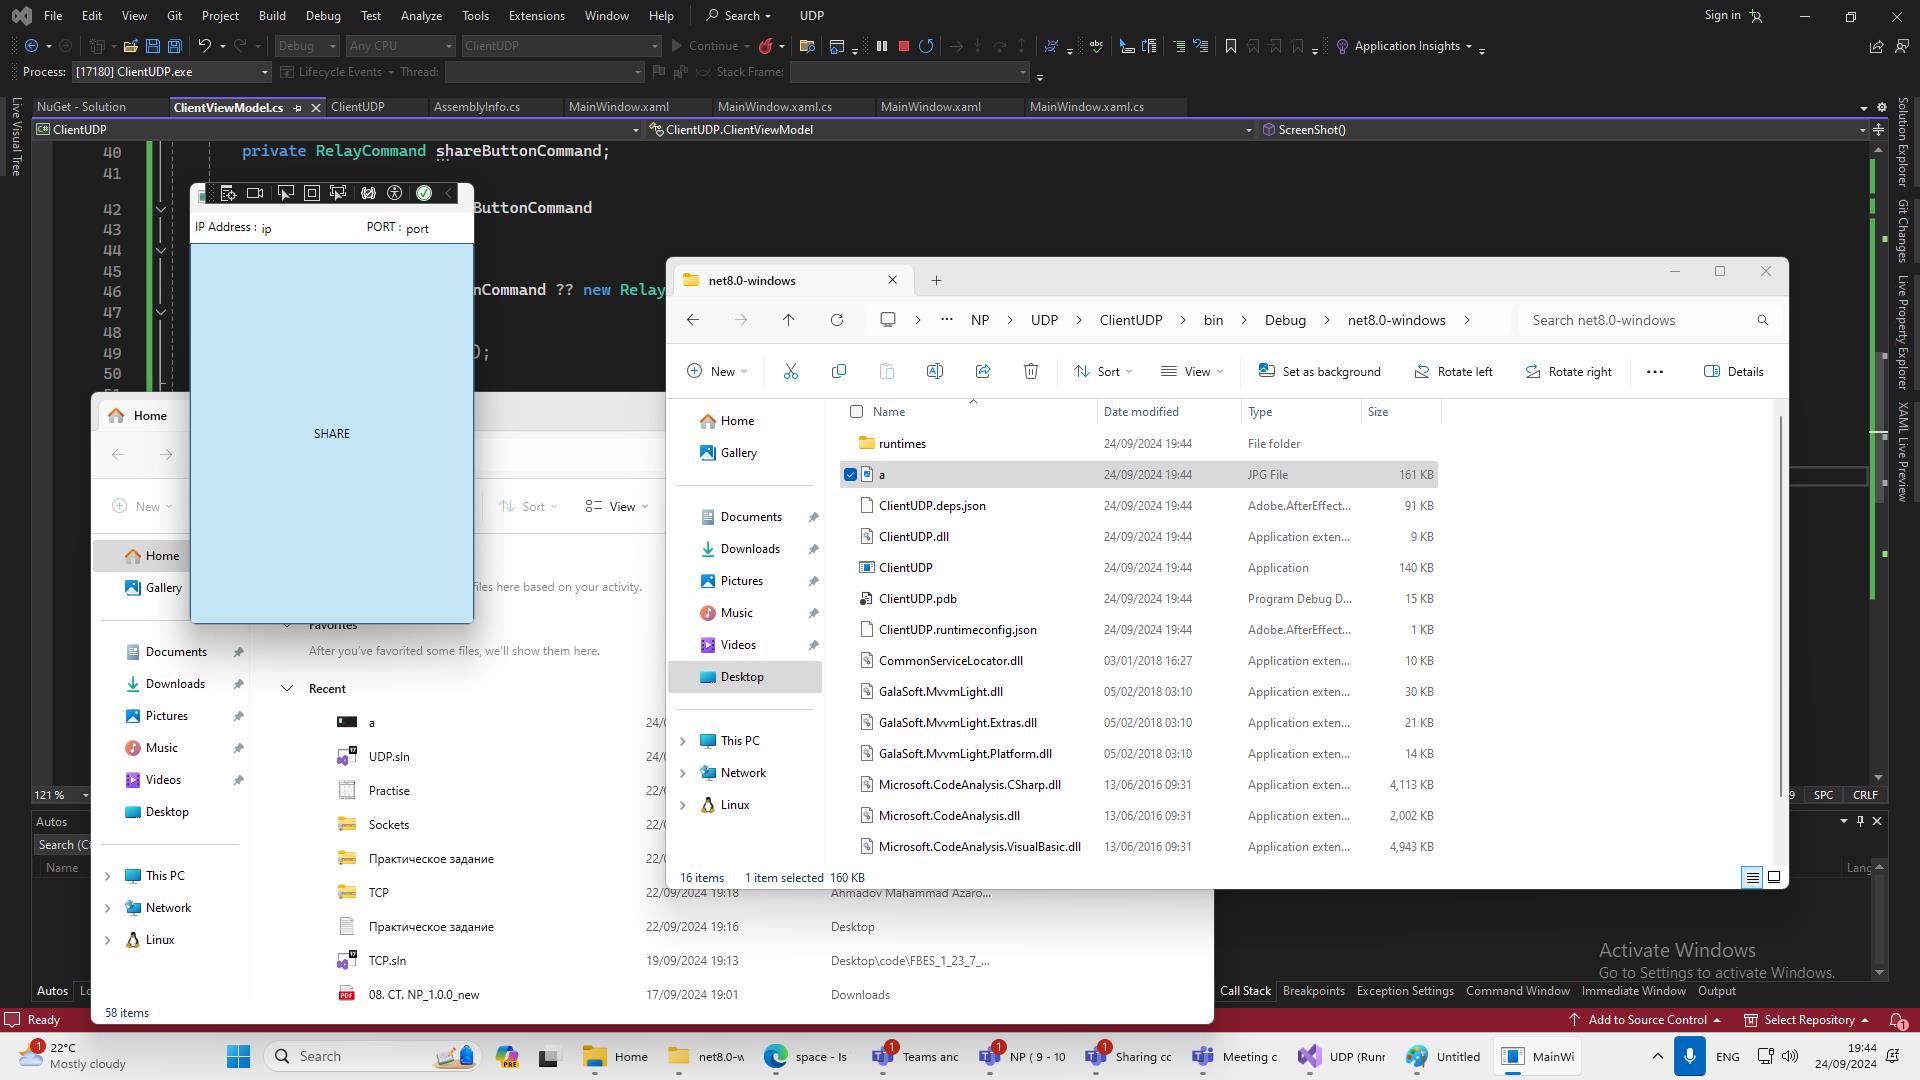 File Edit View Git Project Build Debug Test Analyze Tools Extensions Window Help Search UDP Sign in
Debug Any CPU ClientUDP Continue Application Insights
Process: [17180] ClientUDP.exe Lifecycle Events Thread: Stack Frame:
NuGet - Solution ClientViewModel.cs ClientUDP AssemblyInfo.cs MainWindow.xaml MainWindow.xaml.cs MainWindow.xaml MainWindow.xaml.cs
ClientUDP ClientUDP.ClientViewModel ScreenShot()
Live Visual Tree
Solution Explorer
Git Changes
Live Property Explorer
XAML Live Preview
40 private RelayCommand shareButtonCommand;
41
42 ButtonCommand
43
44
45
46 nCommand ?? new Relay
47
48
49 );
50
IP Address : ip PORT : port
SHARE
Home
New Sort View
Home
Gallery
Documents
Downloads
Pictures
Music
Videos
Desktop
This PC
Network
Linux
files here based on your activity.
Favorites
After you've favorited some files, we'll show them here.
Recent
a 24/0
UDP.sln 24/0
Practise 22/0
Sockets 22/0
Практическое задание 22/0
TCP 22/09/2024 19:18 Ahmadov Mahammad Azaro...
Практическое задание 22/09/2024 19:16 Desktop
TCP.sln 19/09/2024 19:13 Desktop\code\FBES_1_23_7_...
08. CT. NP_1.0.0_new 17/09/2024 19:01 Downloads
58 items
net8.0-windows
NP UDP ClientUDP bin Debug net8.0-windows Search net8.0-windows
New Sort View Set as background Rotate left Rotate right Details
Home
Gallery
Documents
Downloads
Pictures
Music
Videos
Desktop
This PC
Network
Linux
Name Date modified Type Size
runtimes 24/09/2024 19:44 File folder
a 24/09/2024 19:44 JPG File 161 KB
ClientUDP.deps.json 24/09/2024 19:44 Adobe.AfterEffect... 91 KB
ClientUDP.dll 24/09/2024 19:44 Application exten... 9 KB
ClientUDP 24/09/2024 19:44 Application 140 KB
ClientUDP.pdb 24/09/2024 19:44 Program Debug D... 15 KB
ClientUDP.runtimeconfig.json 24/09/2024 19:44 Adobe.AfterEffect... 1 KB
CommonServiceLocator.dll 03/01/2018 16:27 Application exten... 10 KB
GalaSoft.MvvmLight.dll 05/02/2018 03:10 Application exten... 30 KB
GalaSoft.MvvmLight.Extras.dll 05/02/2018 03:10 Application exten... 21 KB
GalaSoft.MvvmLight.Platform.dll 05/02/2018 03:10 Application exten... 14 KB
Microsoft.CodeAnalysis.CSharp.dll 13/06/2016 09:31 Application exten... 4,113 KB
Microsoft.CodeAnalysis.dll 13/06/2016 09:31 Application exten... 2,002 KB
Microsoft.CodeAnalysis.VisualBasic.dll 13/06/2016 09:31 Application exten... 4,943 KB
16 items 1 item selected 160 KB
121 % 9 SPC CRLF
Autos
Search (Ct
Name Lang
Autos Lo
Activate Windows
Go to Settings to activate Windows.
Call Stack Breakpoints Exception Settings Command Window Immediate Window Output
Ready Add to Source Control Select Repository 1
1 22°C
Mostly cloudy
Search PRE Home net8.0-w space - Is 1 Teams anc 1 NP ( 9 - 10 1 Sharing cc Meeting c UDP (Runr Untitled MainWi ENG
19:44
24/09/2024